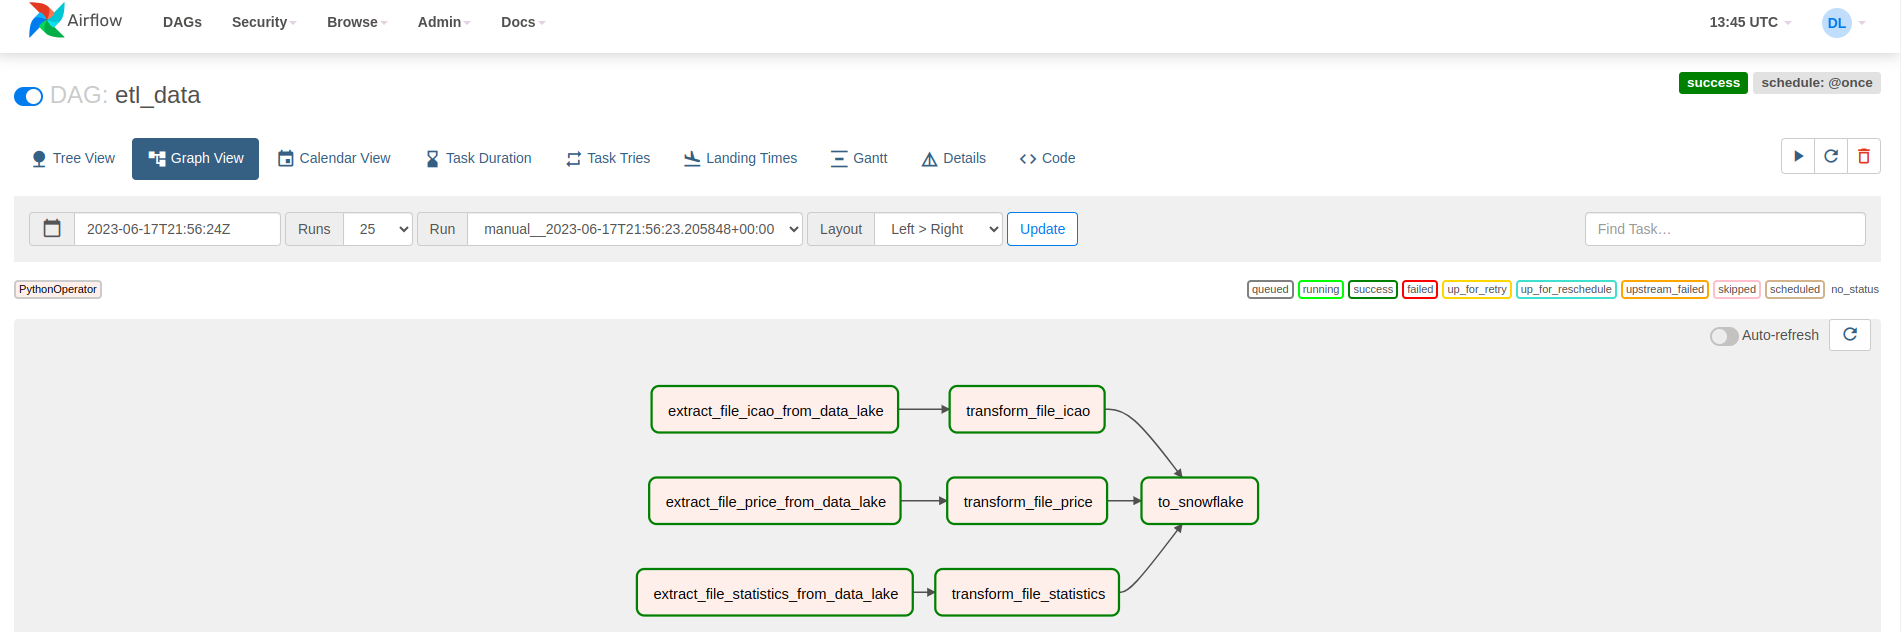 Airflow DAGs Security Browse Admin Docs 13:45 UTC DL
DAG: etl_data success schedule: @once
Tree View Graph View Calendar View Task Duration Task Tries Landing Times Gantt Details Code
2023-06-17T21:56:24Z Runs 25 Run manual__2023-06-17T21:56:23.205848+00:00 Layout Left > Right Update Find Task…
PythonOperator queued running success failed up_for_retry up_for_reschedule upstream_failed skipped scheduled no_status
Auto-refresh
extract_file_icao_from_data_lake transform_file_icao
extract_file_price_from_data_lake transform_file_price to_snowflake
extract_file_statistics_from_data_lake transform_file_statistics